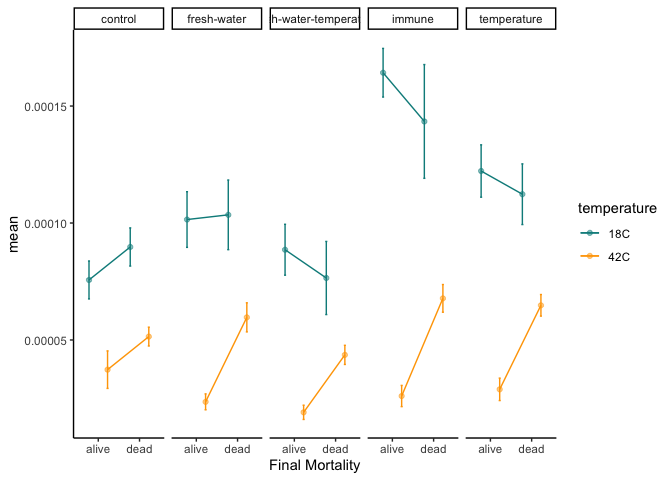 control fresh-water h-water-temperat immune temperature
0.00015
0.00010
0.00005
mean
alive dead alive dead alive dead alive dead alive dead
Final Mortality
temperature
18C
42C